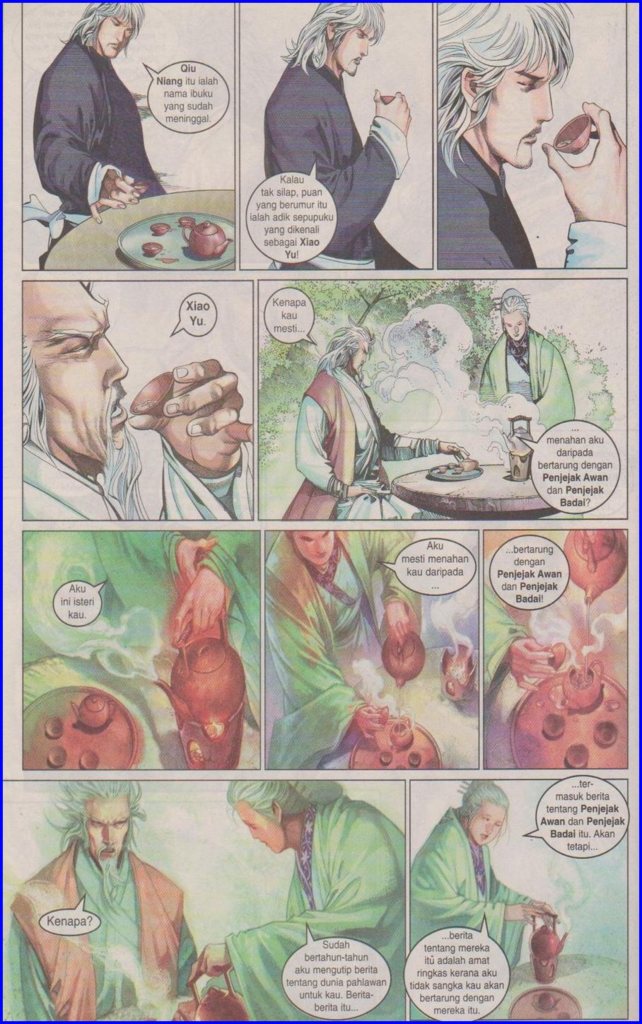 Qiu
Niang itu ialah
nama ibuku
yang sudah
meninggal.
Kalau
tak silap, puan
yang berumur itu
ialah adik sepupuku
yang dikenali
sebagai Xiao
Yu!
Xiao
Yu.
Kenapa
kau
mesti...
...
menahan aku
daripada
bertarung dengan
Penjejak Awan
dan Penjejak
Badai?
Aku
ini isteri
kau.
Aku
mesti menahan
kau daripada
...
...bertarung
dengan
Penjejak Awan
dan Penjejak
Badai!
Kenapa?
Sudah
bertahun-tahun
aku mengutip berita
tentang dunia pahlawan
untuk kau. Berita-
berita itu...
...ter-
masuk berita
tentang Penjejak
Awan dan Penjejak
Badai itu. Akan
tetapi...
...berita
tentang mereka
itu adalah amat
ringkas kerana aku
tidak sangka kau akan
bertarung dengan
mereka itu.